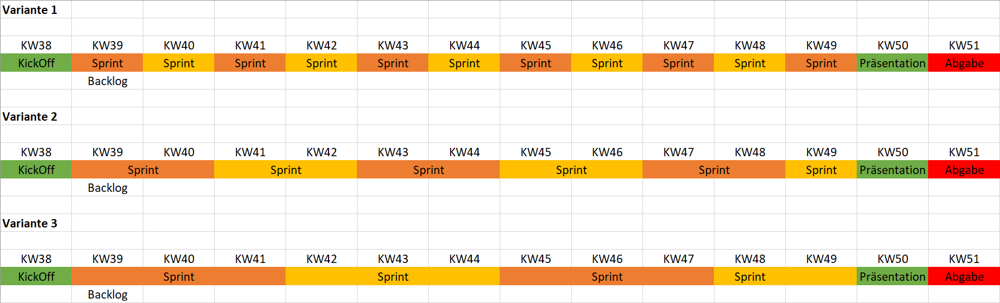 Variante 1
KW38 KW39 KW40 KW41 KW42 KW43 KW44 KW45 KW46 KW47 KW48 KW49 KW50 KW51
KickOff Sprint Sprint Sprint Sprint Sprint Sprint Sprint Sprint Sprint Sprint Sprint Präsentation Abgabe
Backlog
Variante 2
KW38 KW39 KW40 KW41 KW42 KW43 KW44 KW45 KW46 KW47 KW48 KW49 KW50 KW51
KickOff Sprint Sprint Sprint Sprint Sprint Sprint Präsentation Abgabe
Backlog
Variante 3
KW38 KW39 KW40 KW41 KW42 KW43 KW44 KW45 KW46 KW47 KW48 KW49 KW50 KW51
KickOff Sprint Sprint Sprint Sprint Präsentation Abgabe
Backlog